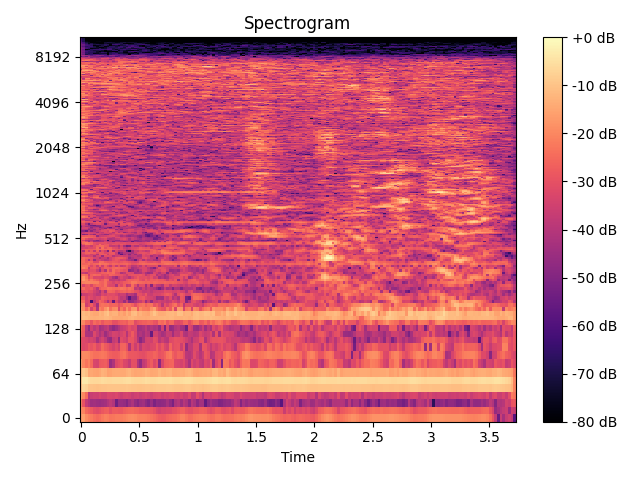 Spectrogram
Hz
8192
4096
2048
1024
512
256
128
64
0
0
0.5
1
1.5
2
2.5
3
3.5
Time
+0 dB
-10 dB
-20 dB
-30 dB
-40 dB
-50 dB
-60 dB
-70 dB
-80 dB